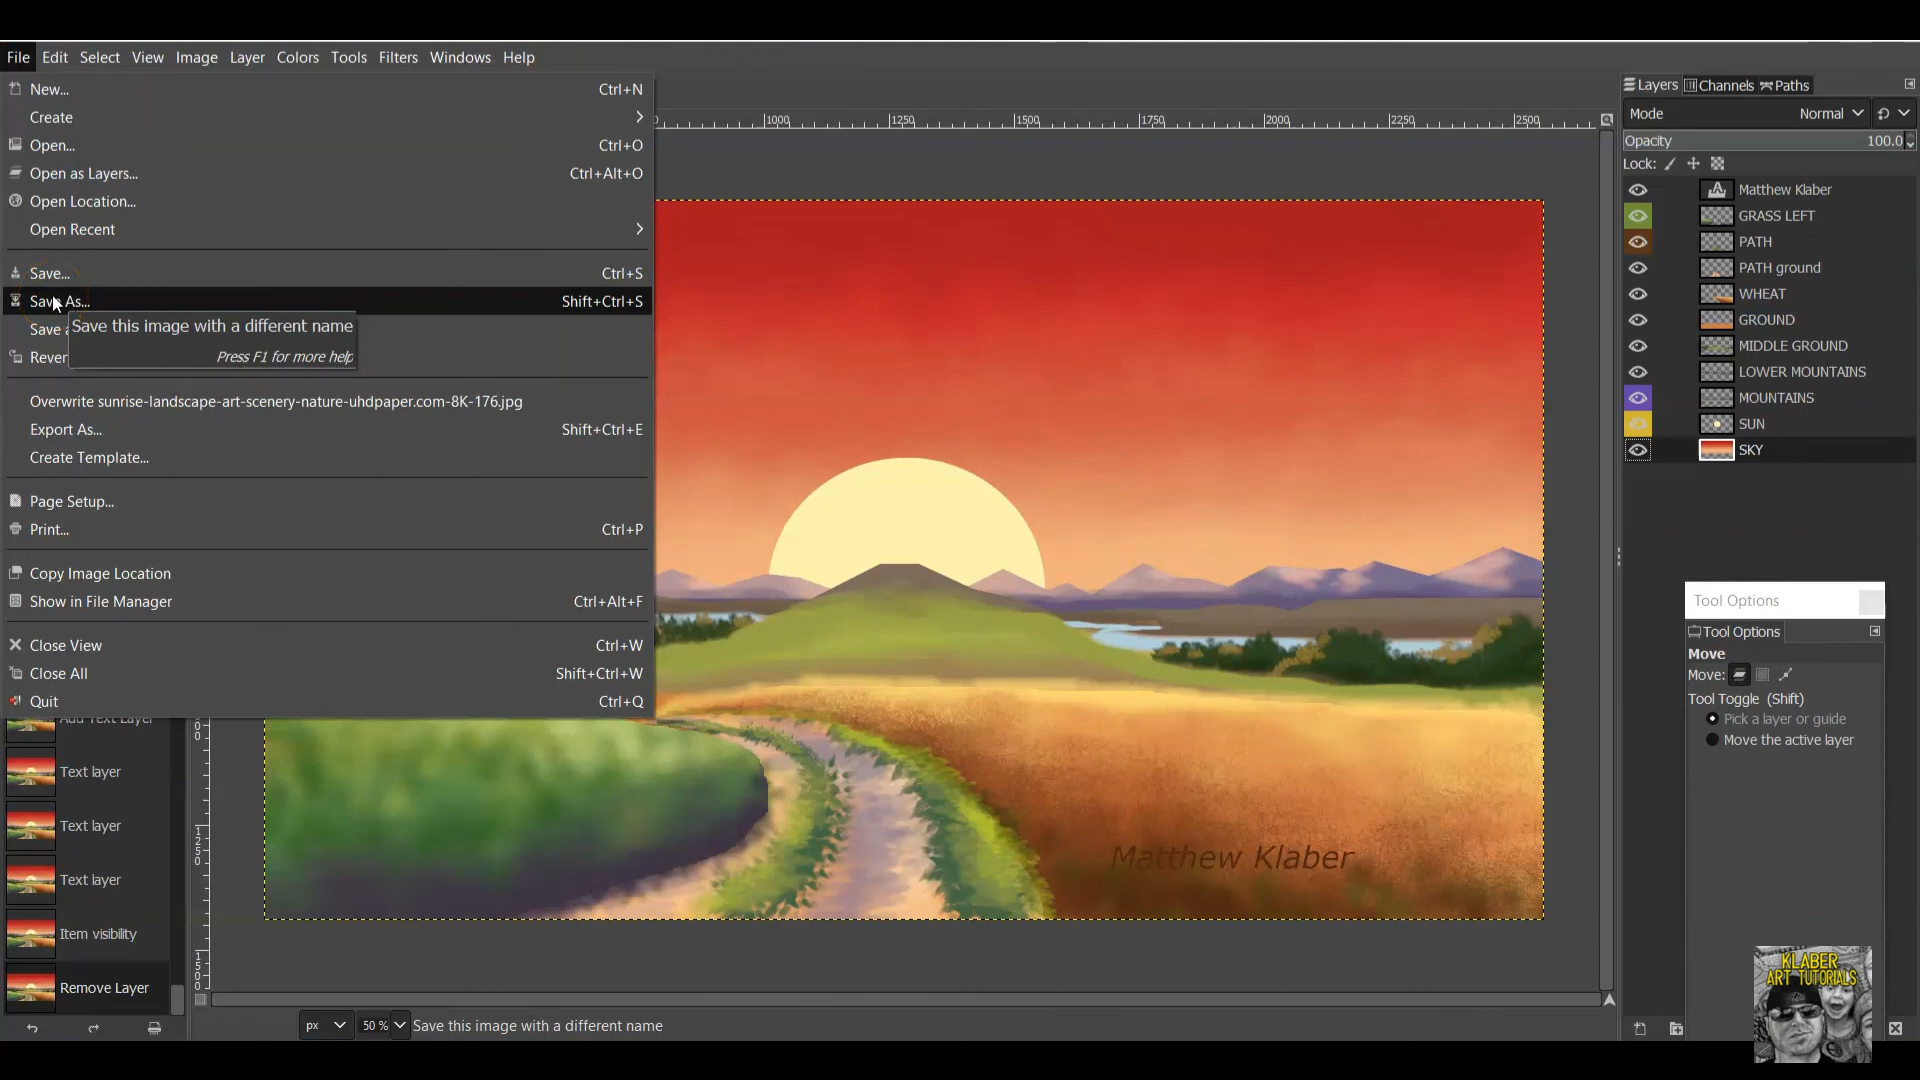 File Edit Select View Image Layer Colors Tools Filters Windows Help
New... Ctrl+N
Create
Open... Ctrl+O
Open as Layers... Ctrl+Alt+O
Open Location...
Open Recent
Save... Ctrl+S
Save As... Shift+Ctrl+S
Save
Save this image with a different name
Press F1 for more help
Rever
Overwrite sunrise-landscape-art-scenery-nature-uhdpaper.com-8K-176.jpg
Export As... Shift+Ctrl+E
Create Template...
Page Setup...
Print... Ctrl+P
Copy Image Location
Show in File Manager Ctrl+Alt+F
Close View Ctrl+W
Close All Shift+Ctrl+W
Quit Ctrl+Q
Add Text Layer
Text layer
Text layer
Text layer
Item visibility
Remove Layer
1000 1250 1500 1750 2000 2250 2500
1250
Matthew Klaber
px 50 % Save this image with a different name
Layers Channels Paths
Mode Normal
Opacity 100.0
Lock:
Matthew Klaber
GRASS LEFT
PATH
PATH ground
WHEAT
GROUND
MIDDLE GROUND
LOWER MOUNTAINS
MOUNTAINS
SUN
SKY
Tool Options
Tool Options
Move
Move:
Tool Toggle (Shift)
Pick a layer or guide
Move the active layer
KLABER
ART TUTORIALS